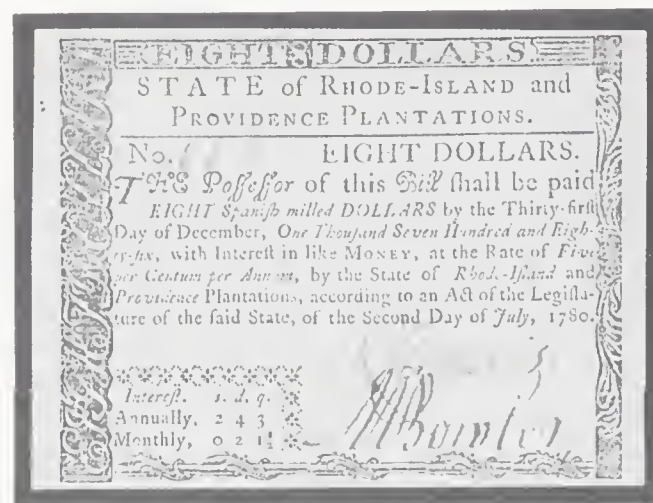 EIGHT DOLLARS
STATE of RHODE-ISLAND and
PROVIDENCE PLANTATIONS.
No. EIGHT DOLLARS.
THE Poſſeſſor of this Bill ſhall be paid
EIGHT Spaniſh milled DOLLARS by the Thirty-firſt
Day of December, One Thouſand Seven Hundred and Eigh-
ty-ſix, with Intereſt in like MONEY, at the Rate of Five
per Centum per Annum, by the State of Rhode-Iſland and
Providence Plantations, according to an Act of the Legiſla-
ture of the ſaid State, of the Second Day of July, 1780.
Intereſt. s. d. q.
Annually, 2 4 3
Monthly, 0 2 1½